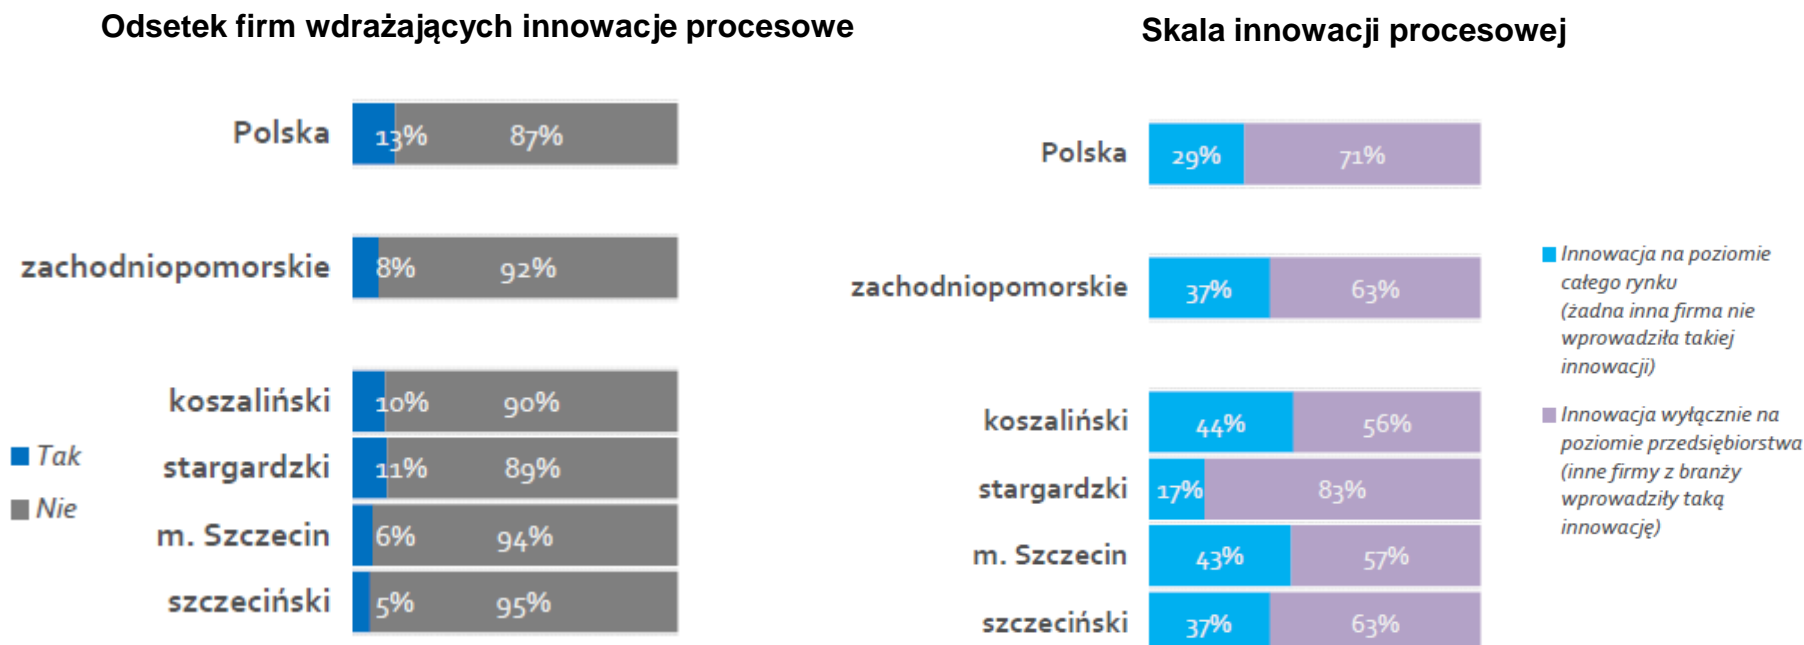 Odsetek firm wdrażających innowacje procesowe
Polska 13% 87%
zachodniopomorskie 8% 92%
koszaliński 10% 90%
stargardzki 11% 89%
m. Szczecin 6% 94%
szczeciński 5% 95%
Tak
Nie
Skala innowacji procesowej
Polska 29% 71%
zachodniopomorskie 37% 63%
koszaliński 44% 56%
stargardzki 17% 83%
m. Szczecin 43% 57%
szczeciński 37% 63%
Innowacja na poziomie
całego rynku
(żadna inna firma nie
wprowadziła takiej
innowacji)
Innowacja wyłącznie na
poziomie przedsiębiorstwa
(inne firmy z branży
wprowadziły taką
innowację)